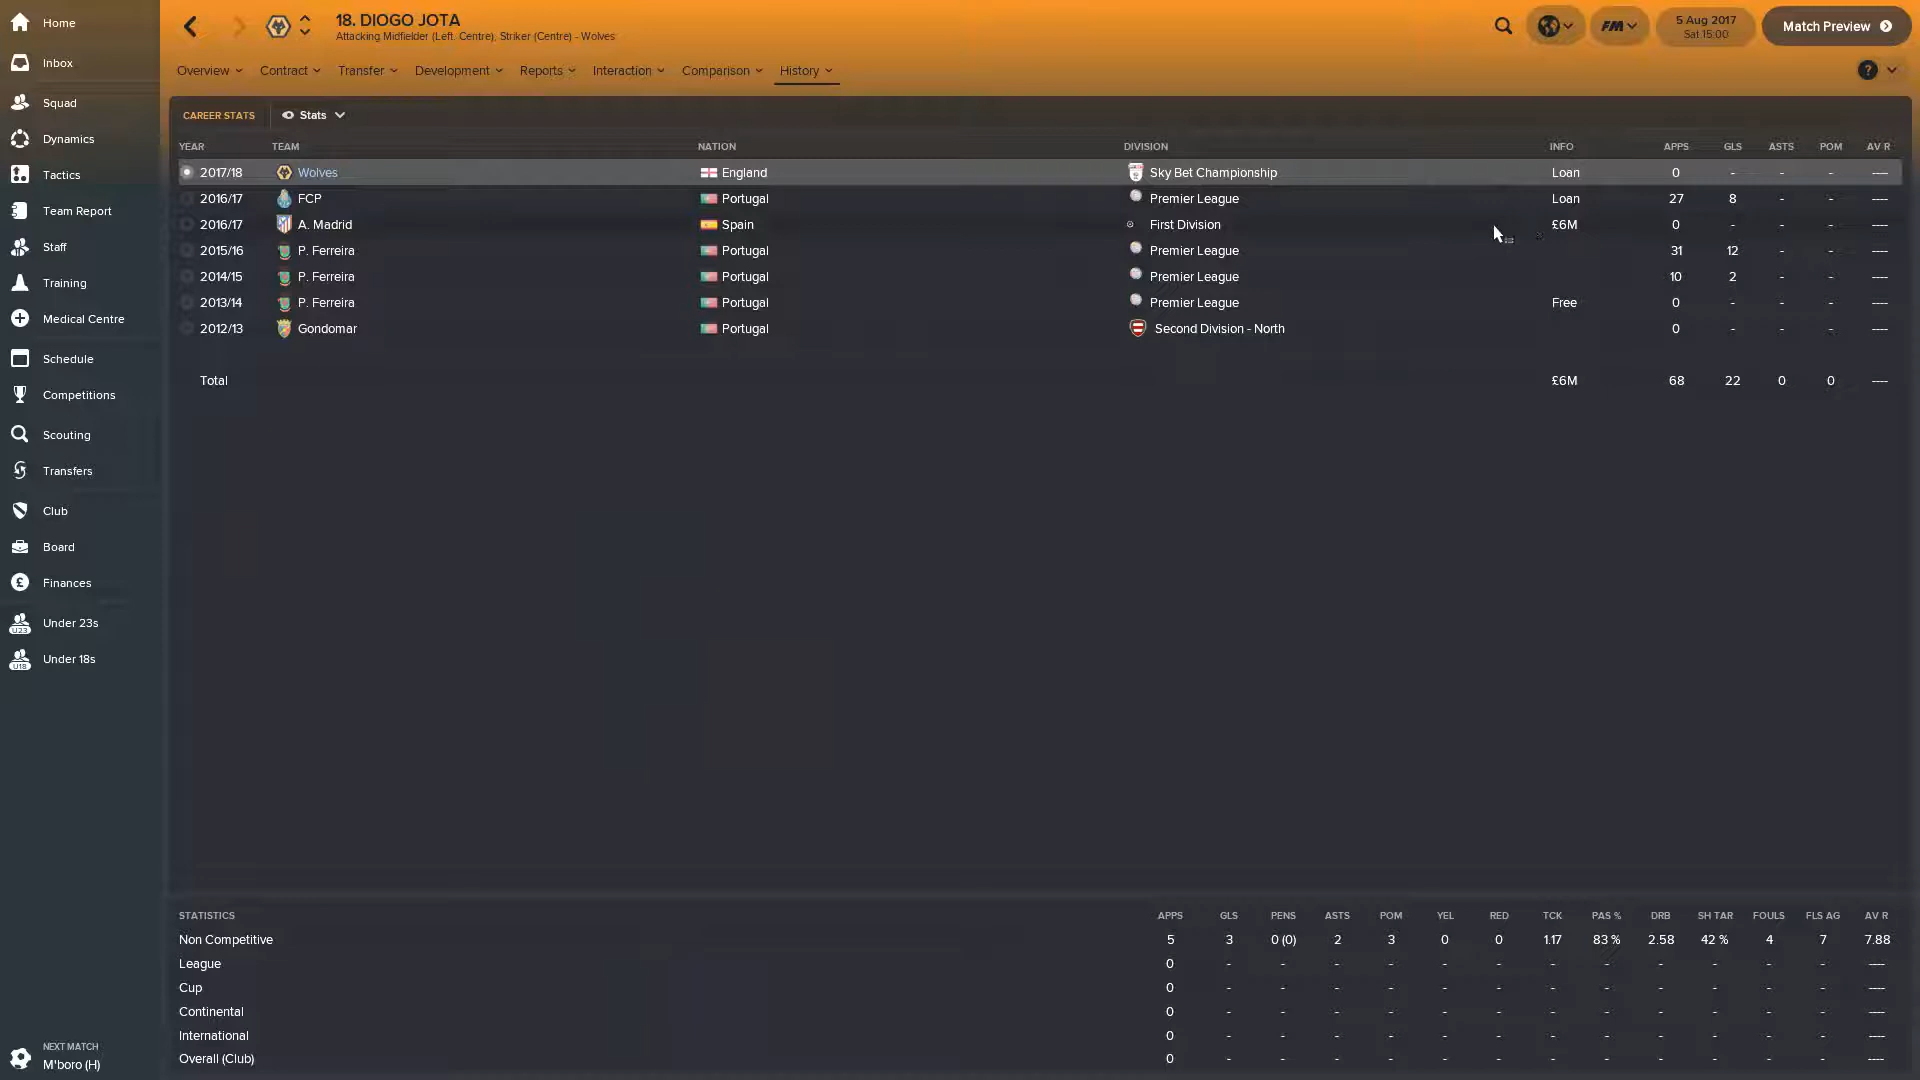 Home
Inbox
Squad
Dynamics
Tactics
Team Report
Staff
Training
Medical Centre
Schedule
Competitions
Scouting
Transfers
Club
Board
Finances
U23 Under 23s
U18 Under 18s
NEXT MATCH
M'boro (H)
18. DIOGO JOTA
Attacking Midfielder (Left, Centre), Striker (Centre) - Wolves
FM
5 Aug 2017
Sat 15:00
Match Preview
Overview Contract Transfer Development Reports Interaction Comparison History ?
CAREER STATS Stats
YEAR TEAM NATION DIVISION INFO APPS GLS ASTS POM AV R
2017/18 Wolves England Sky Bet Championship Loan 0 - - - ----
2016/17 FCP Portugal Premier League Loan 27 8 - - ----
2016/17 A. Madrid Spain First Division £6M 0 - - - ----
2015/16 P. Ferreira Portugal Premier League 31 12 - - ----
2014/15 P. Ferreira Portugal Premier League 10 2 - - ----
2013/14 P. Ferreira Portugal Premier League Free 0 - - - ----
2012/13 Gondomar Portugal Second Division - North 0 - - - ----
Total £6M 68 22 0 0 ----
STATISTICS APPS GLS PENS ASTS POM YEL RED TCK PAS % DRB SH TAR FOULS FLS AG AV R
Non Competitive 5 3 0 (0) 2 3 0 0 1.17 83 % 2.58 42 % 4 7 7.88
League 0 - - - - - - - - - - - - ----
Cup 0 - - - - - - - - - - - - ----
Continental 0 - - - - - - - - - - - - ----
International 0 - - - - - - - - - - - - ----
Overall (Club) 0 - - - - - - - - - - - - ----